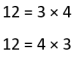 12 = 3 × 4
12 = 4 × 3